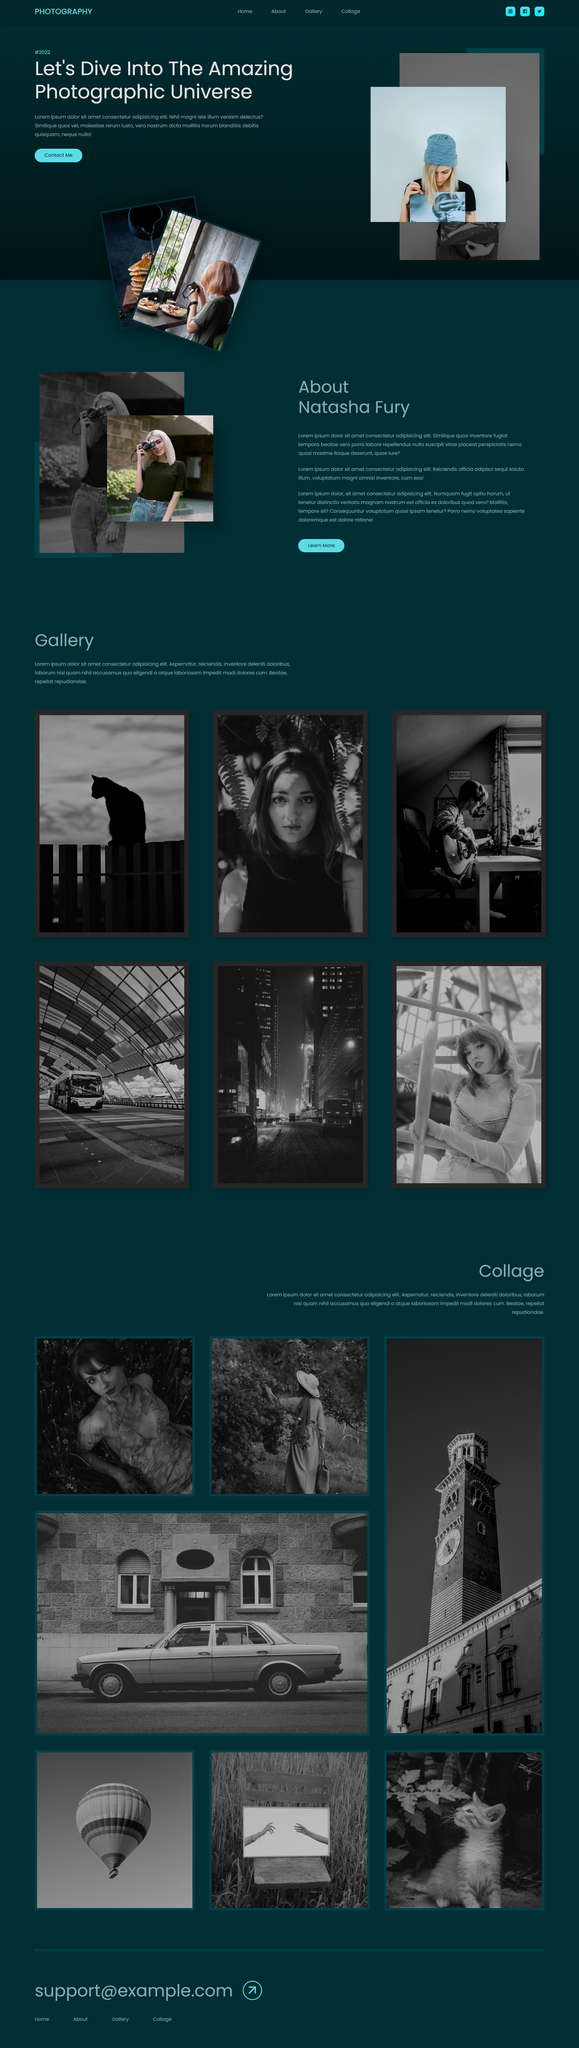 PHOTOGRAPHY
Home
About
Gallery
Collage
#2022
Let's Dive Into The Amazing
Photographic Universe
Lorem ipsum dolor sit amet consectetur adipisicing elit. Nihil magni iste illum veniam delectus?
Similique quos vel, molestiae rerum iusto, vero nostrum dicta mollitia harum blanditiis debitis
quisquam, neque nulla!
Contact Me
About
Natasha Fury
Lorem ipsum dolor sit amet consectetur adipisicing elit. Similique quas inventore fugiat
tempora beatae vero porro labore repellendus nulla suscipit vitae placeat perspiciatis nemo
quasi maxime itaque deserunt, quae iure?
Lorem ipsum dolor sit amet consectetur adipisicing elit. Reiciendis officia adipisci sequi soluta
illum, voluptatum magni omnis! Inventore, cum eos!
Lorem ipsum dolor, sit amet consectetur adipisicing elit. Numquam fugit optio harum, ut
tenetur distinctio veritatis magnam nostrum est officia ex doloribus quod vero? Mollitia,
tempore sit? Consequuntur voluptatum quasi ipsam tenetur? Porro nemo voluptates sapiente
doloremque est dolore ratione!
Learn More
Gallery
Lorem ipsum dolor sit amet consectetur adipisicing elit. Aspernatur, reiciendis, inventore deleniti doloribus,
laborum nisi quam nihil accusamus quo eligendi a atque laboriosam impedit modi dolores cum. Beatae,
repellat repudiandae.
Collage
Lorem ipsum dolor sit amet consectetur adipisicing elit. Aspernatur, reiciendis, inventore deleniti doloribus, laborum
nisi quam nihil accusamus quo eligendi a atque laboriosam impedit modi dolores cum. Beatae, repellat
repudiandae.
support@example.com
Home
About
Gallery
Collage